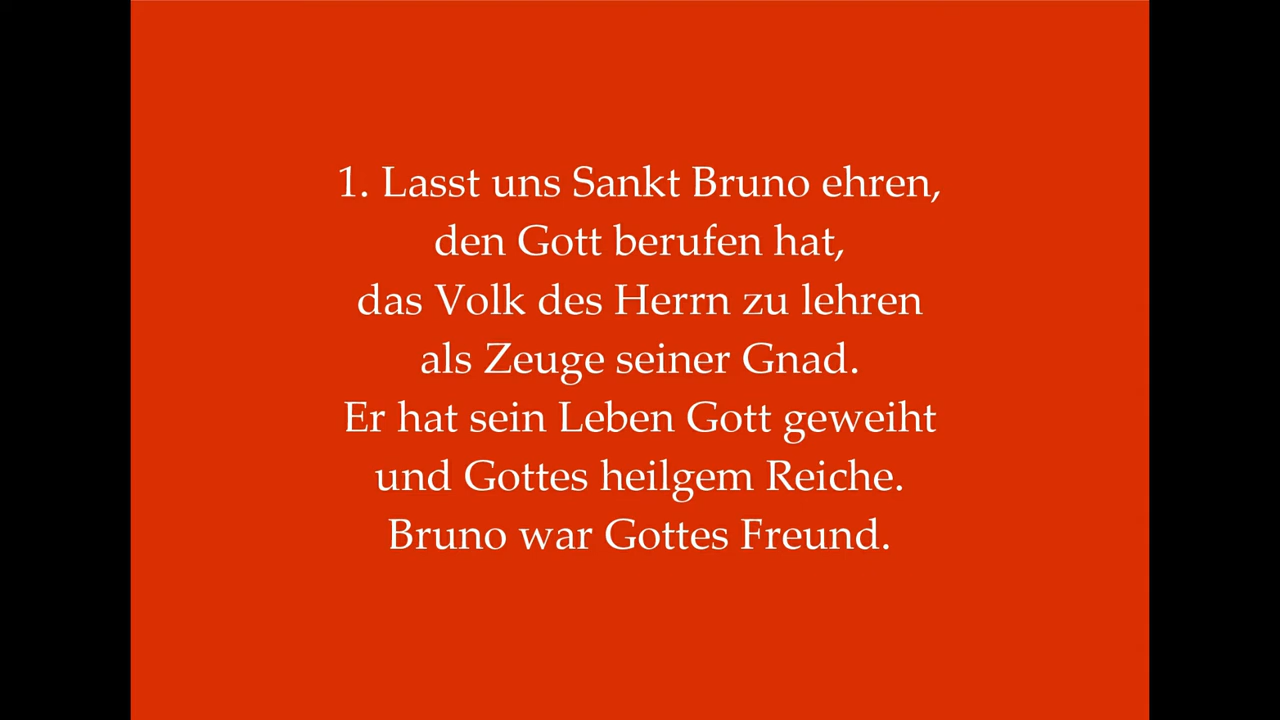 1. Lasst uns Sankt Bruno ehren,
den Gott berufen hat,
das Volk des Herrn zu lehren
als Zeuge seiner Gnad.
Er hat sein Leben Gott geweiht
und Gottes heilgem Reiche.
Bruno war Gottes Freund.